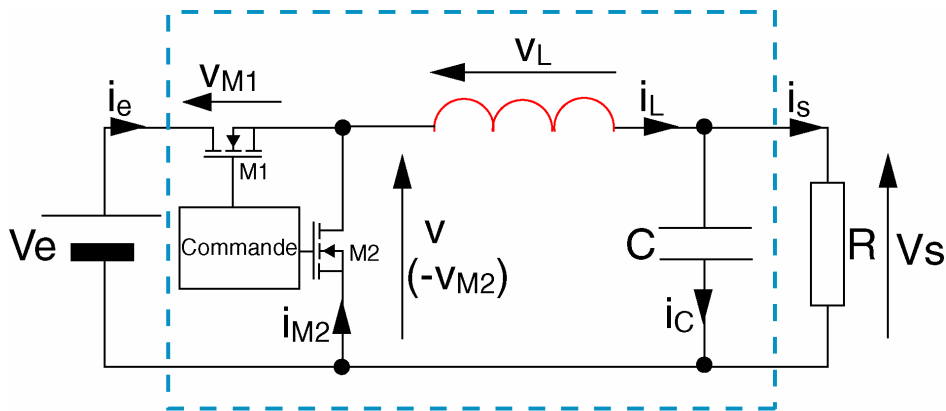 vL
vM1
ie
iL
is
M1
Ve
Commande
M2
v
(-vM2)
C
R
Vs
iM2
iC